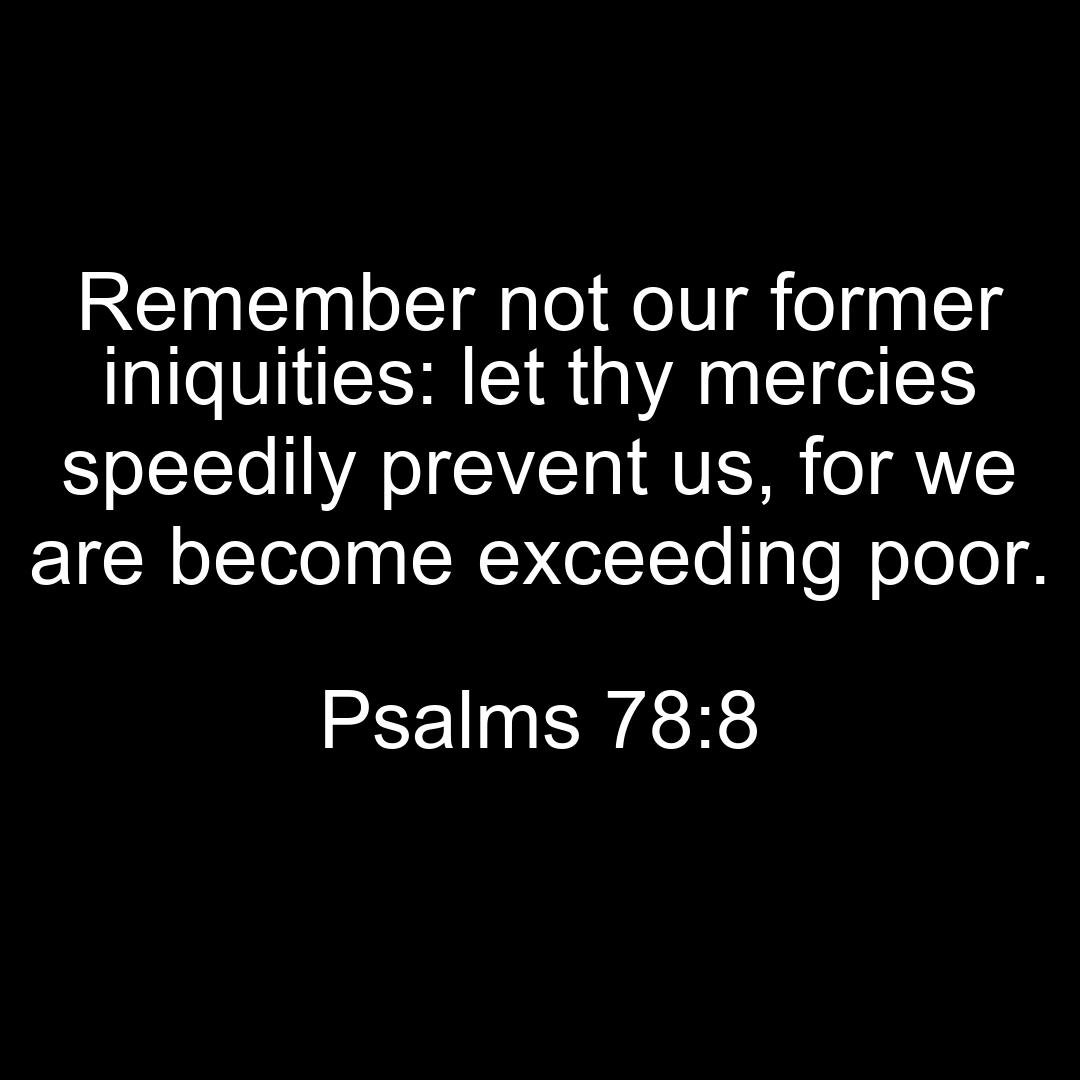 Remember not our former
iniquities: let thy mercies
speedily prevent us, for we
are become exceeding poor.
Psalms 78:8